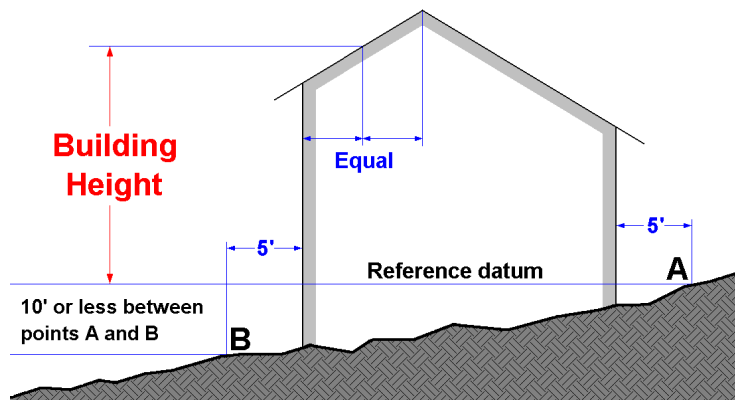 Building
Height
Equal
5'
5'
Reference datum
A
10' or less between
points A and B
B